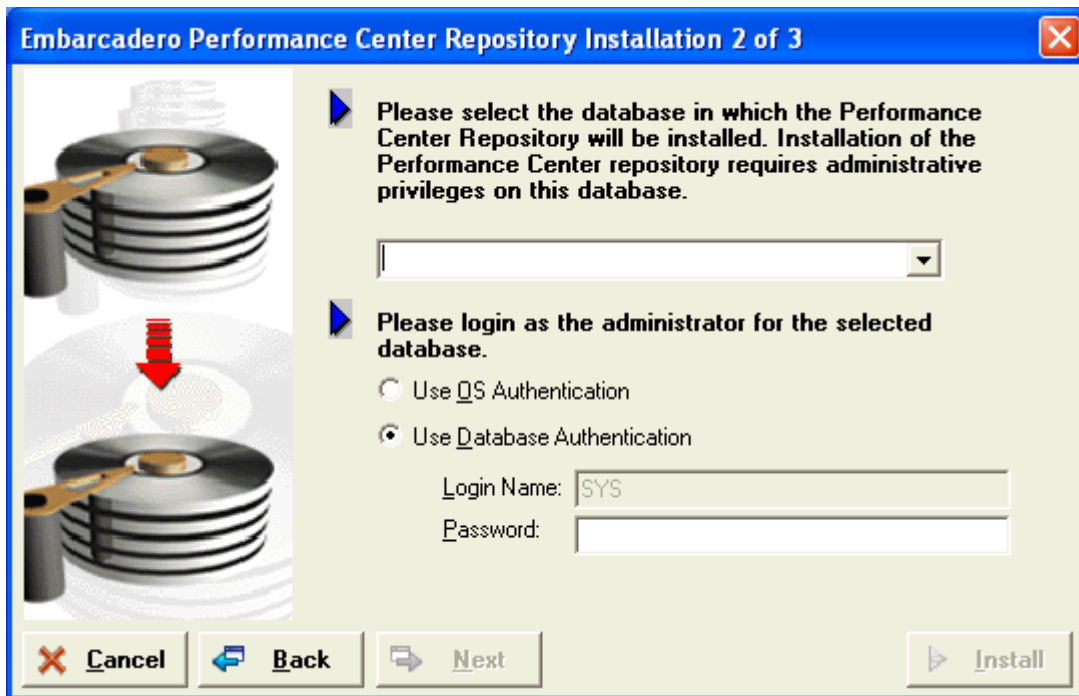 Embarcadero Performance Center Repository Installation 2 of 3
Please select the database in which the Performance
Center Repository will be installed. Installation of the
Performance Center repository requires administrative
privileges on this database.
Please login as the administrator for the selected
database.
Use OS Authentication
Use Database Authentication
Login Name: SYS
Password:
Cancel Back Next Install